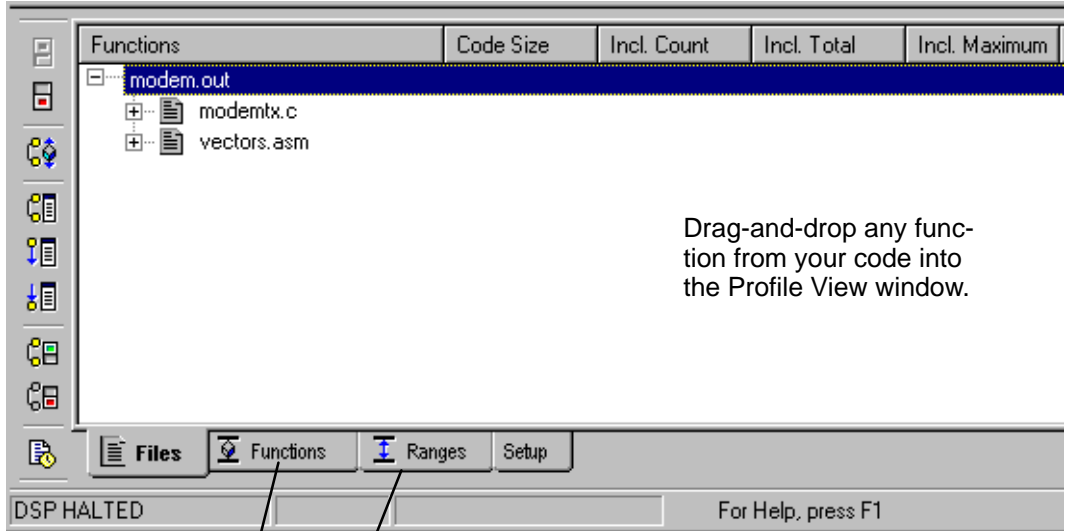 Functions Code Size Incl. Count Incl. Total Incl. Maximum
modem.out
modemtx.c
vectors.asm
Drag-and-drop any func-
tion from your code into
the Profile View window.
Files Functions Ranges Setup
DSP HALTED For Help, press F1